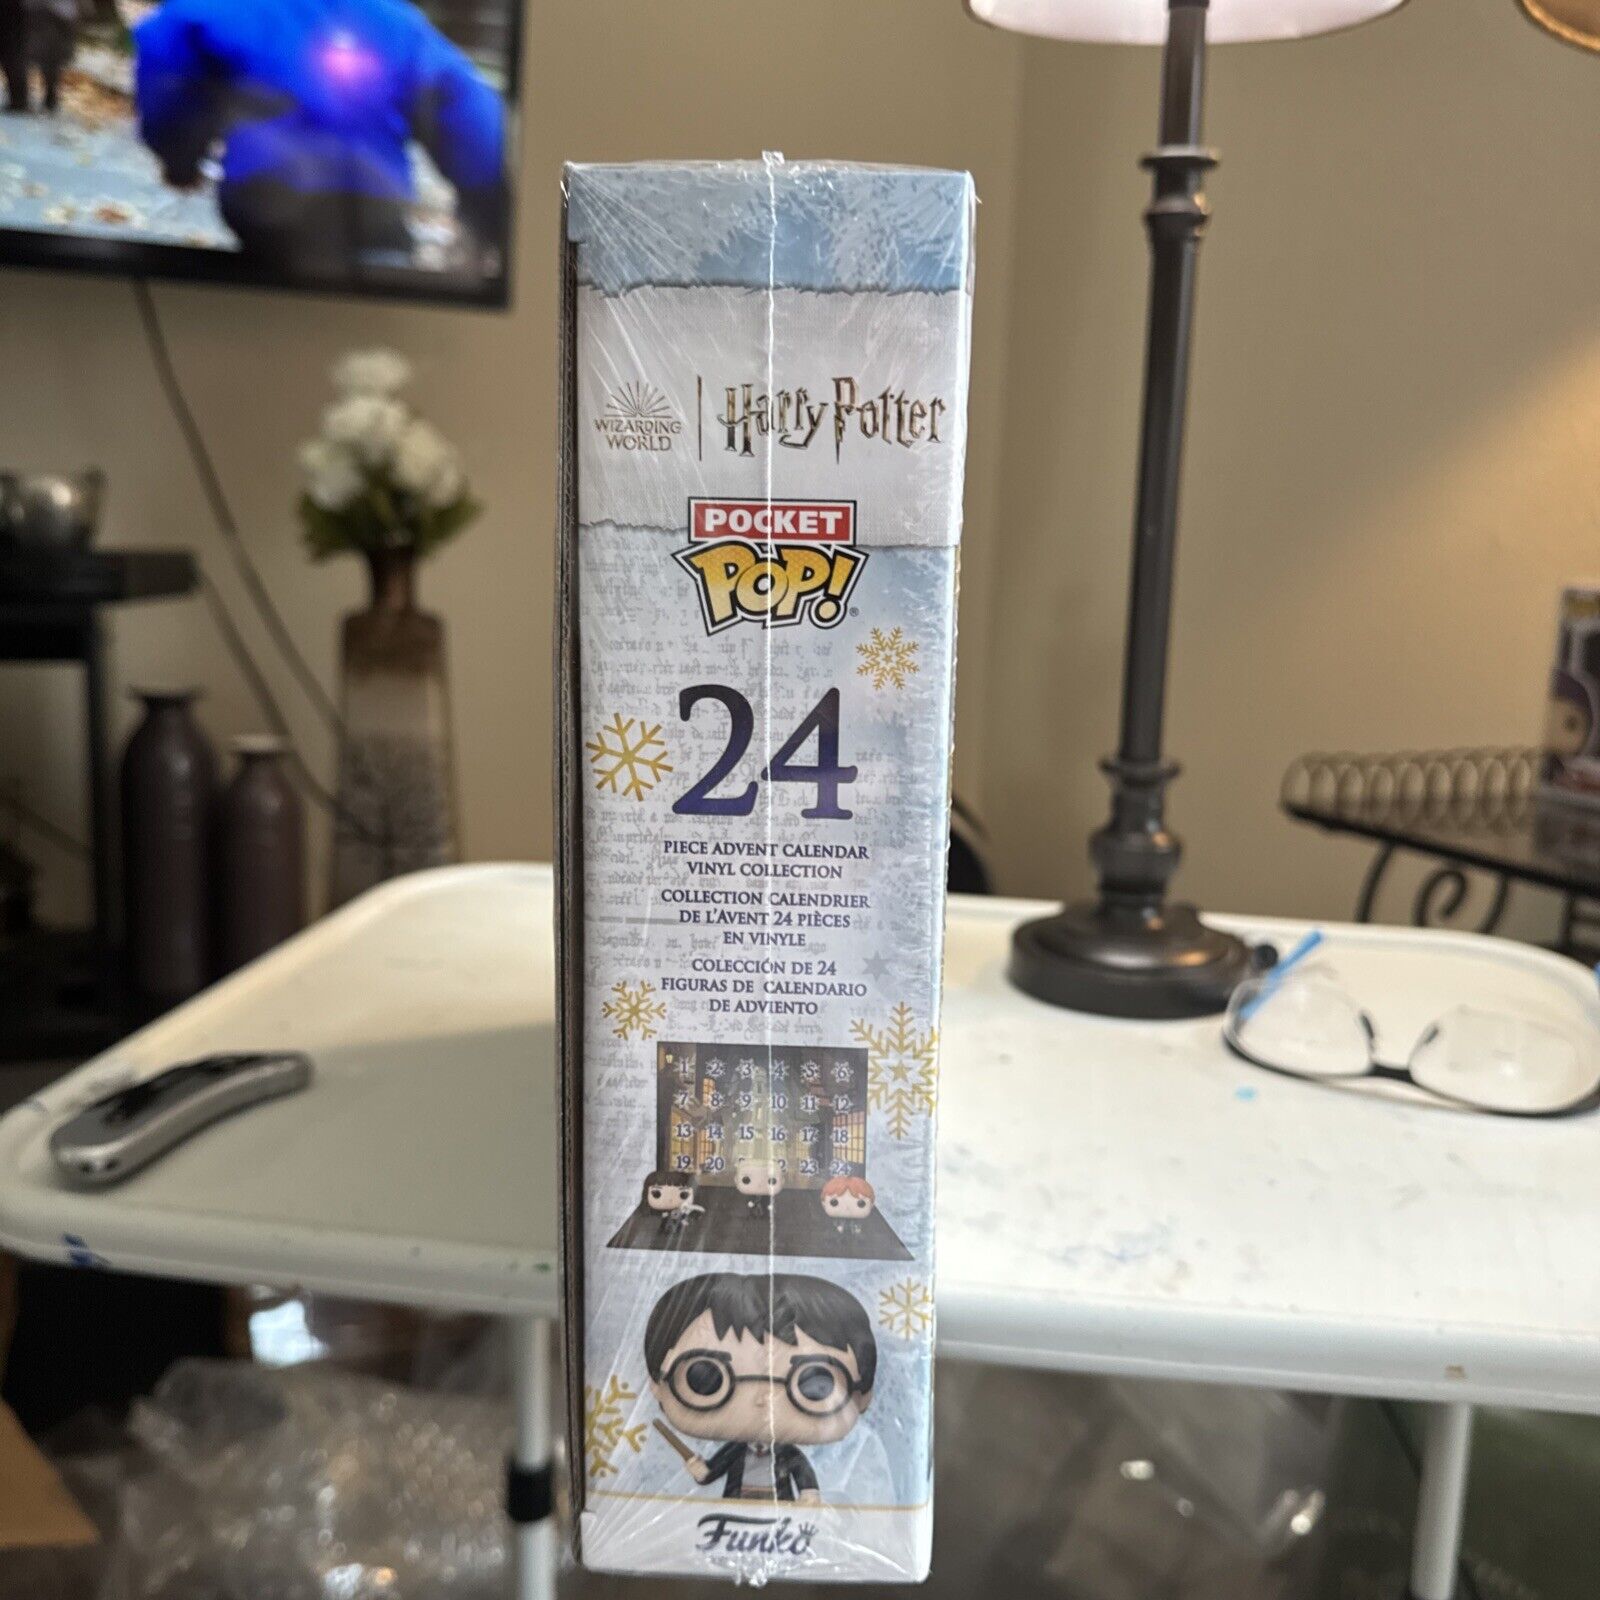 WIZARDING
WORLD
Harry Potter
POCKET
POP!
24
PIECE ADVENT CALENDAR
VINYL COLLECTION
COLLECTION CALENDRIER
DE L'AVENT 24 PIÈCES
EN VINYLE
COLECCIÓN DE 24
FIGURAS DE CALENDARIO
DE ADVIENTO
1 2 3 4 5 6
7 8 9 10 11 12
13 14 15 16 17 18
19 20 23 24
Funko